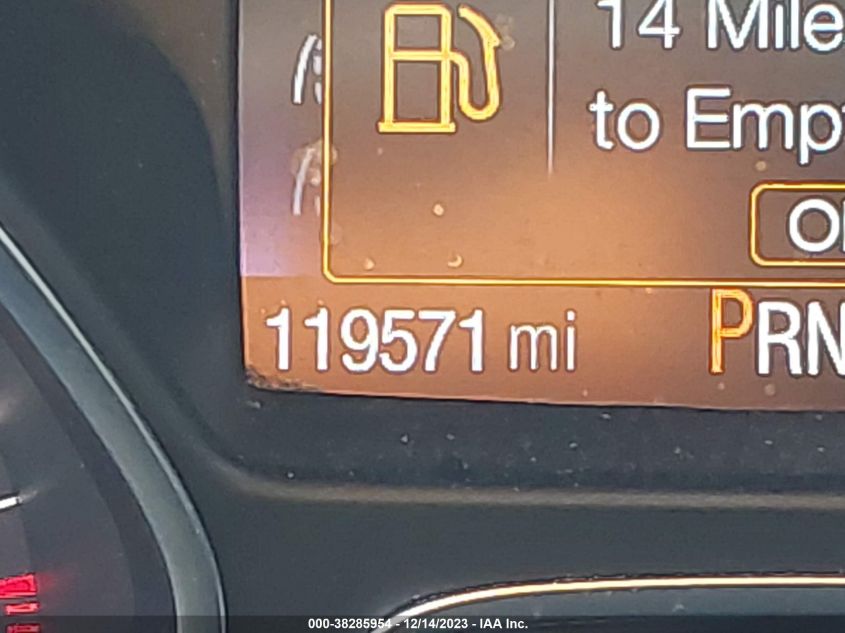 14 Mile
to Empt
119571 mi PRN
000-38285954 - 12/14/2023 - IAA Inc.